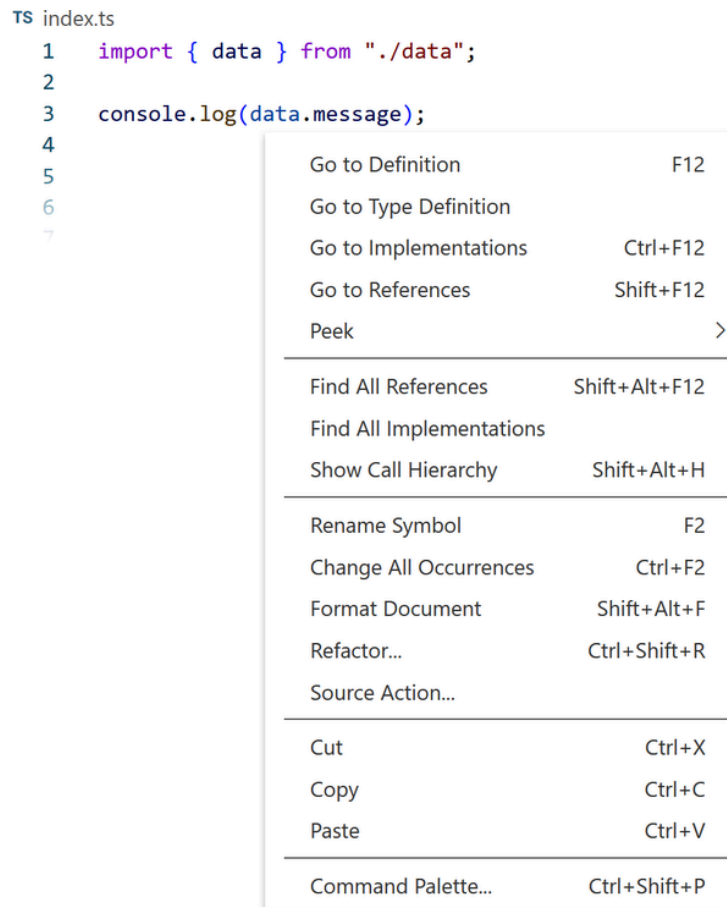 TS index.ts
1 import { data } from "./data";
2
3 console.log(data.message);
4
5
6
7
Go to Definition F12
Go to Type Definition
Go to Implementations Ctrl+F12
Go to References Shift+F12
Peek >
Find All References Shift+Alt+F12
Find All Implementations
Show Call Hierarchy Shift+Alt+H
Rename Symbol F2
Change All Occurrences Ctrl+F2
Format Document Shift+Alt+F
Refactor... Ctrl+Shift+R
Source Action...
Cut Ctrl+X
Copy Ctrl+C
Paste Ctrl+V
Command Palette... Ctrl+Shift+P